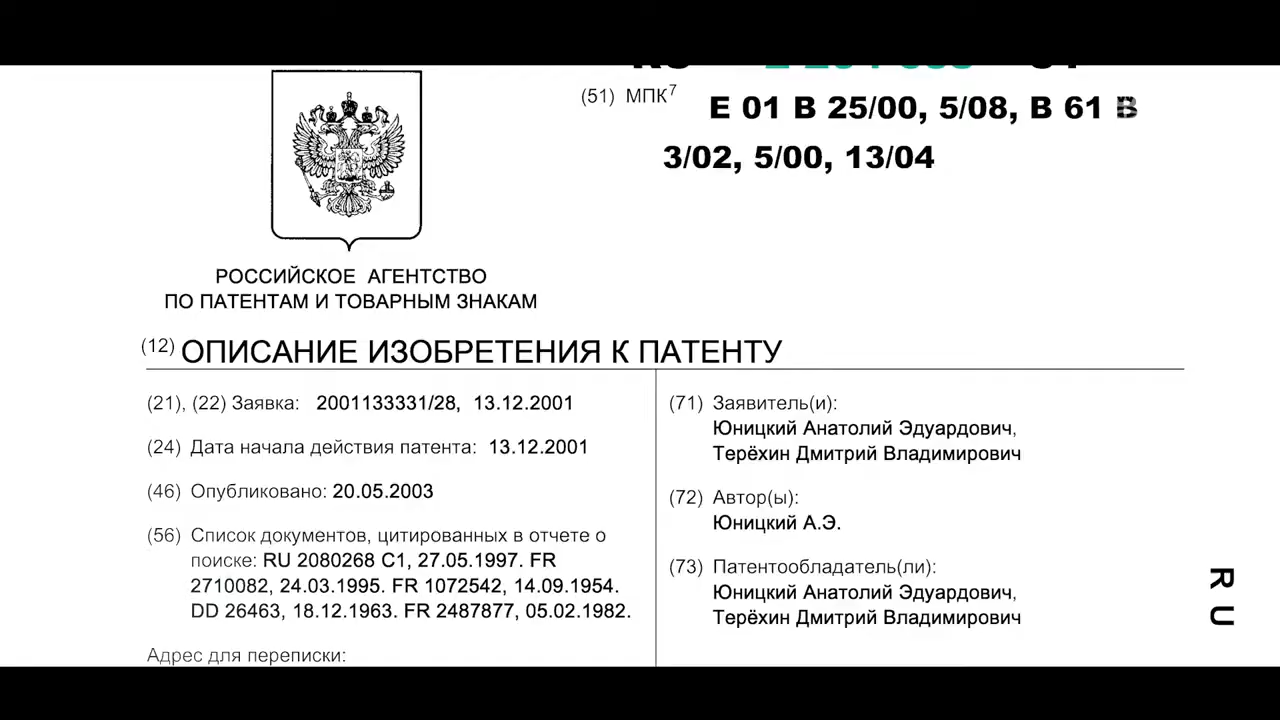 (51) МПК7
E 01 B 25/00, 5/08, B 61 B
3/02, 5/00, 13/04
РОССИЙСКОЕ АГЕНТСТВО
ПО ПАТЕНТАМ И ТОВАРНЫМ ЗНАКАМ
(12) ОПИСАНИЕ ИЗОБРЕТЕНИЯ К ПАТЕНТУ
(21), (22) Заявка: 2001133331/28, 13.12.2001
(24) Дата начала действия патента: 13.12.2001
(46) Опубликовано: 20.05.2003
(56) Список документов, цитированных в отчете о
поиске: RU 2080268 C1, 27.05.1997. FR
2710082, 24.03.1995. FR 1072542, 14.09.1954.
DD 26463, 18.12.1963. FR 2487877, 05.02.1982.
Адрес для переписки:
(71) Заявитель(и):
Юницкий Анатолий Эдуардович,
Терёхин Дмитрий Владимирович
(72) Автор(ы):
Юницкий А.Э.
(73) Патентообладатель(ли):
Юницкий Анатолий Эдуардович,
Терёхин Дмитрий Владимирович
RU